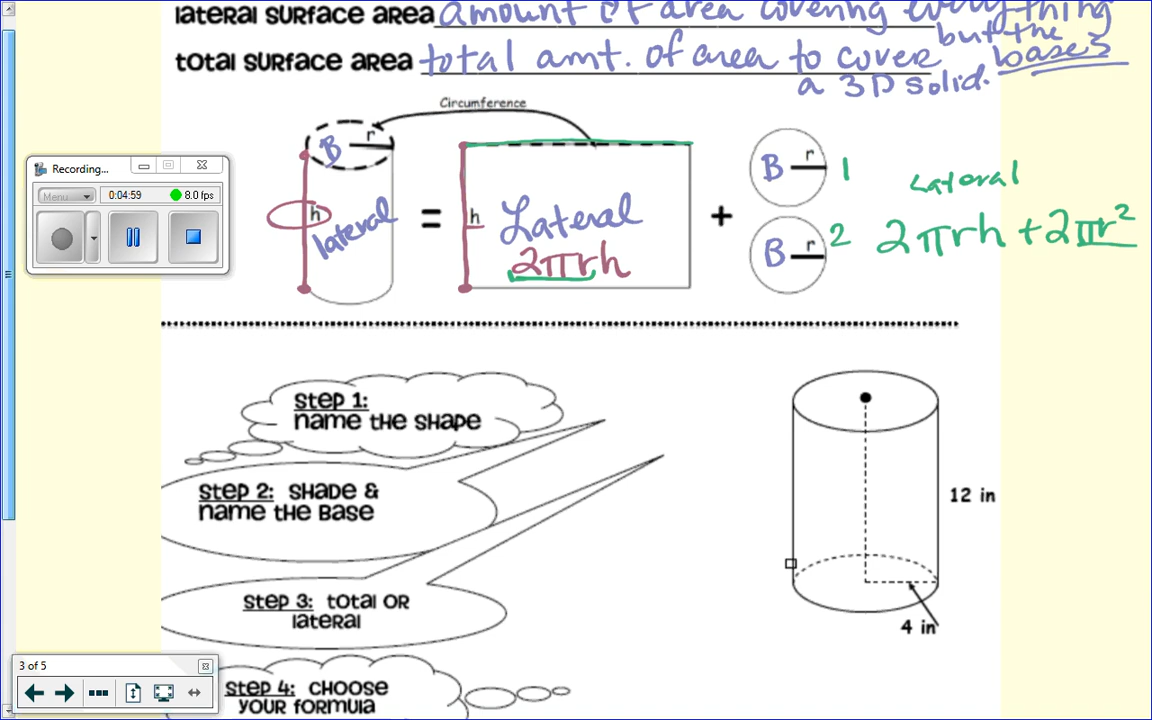 lateral surface area amount of area covering everything
but the
bases
total surface area total amt. of area to cover
a 3D solid.
Circumference
B r
h
lateral
=
h
Lateral
2πrh
+
B r 1
B r 2
Lateral
2πrh + 2πr²
Recording...
Menu
0:04:59
8.0 fps
Step 1:
name the shape
Step 2: Shade &
name the Base
Step 3: Total OR
lateral
Step 4: Choose
your formula
12 in
4 in
3 of 5